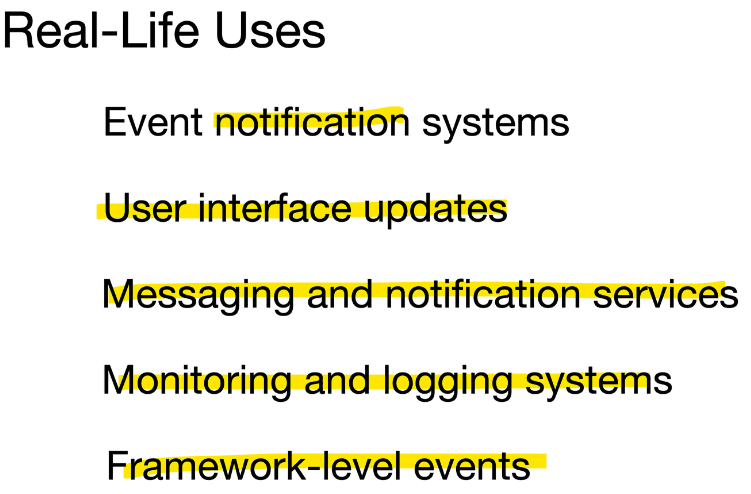 Real-Life Uses
Event notification systems
User interface updates
Messaging and notification services
Monitoring and logging systems
Framework-level events